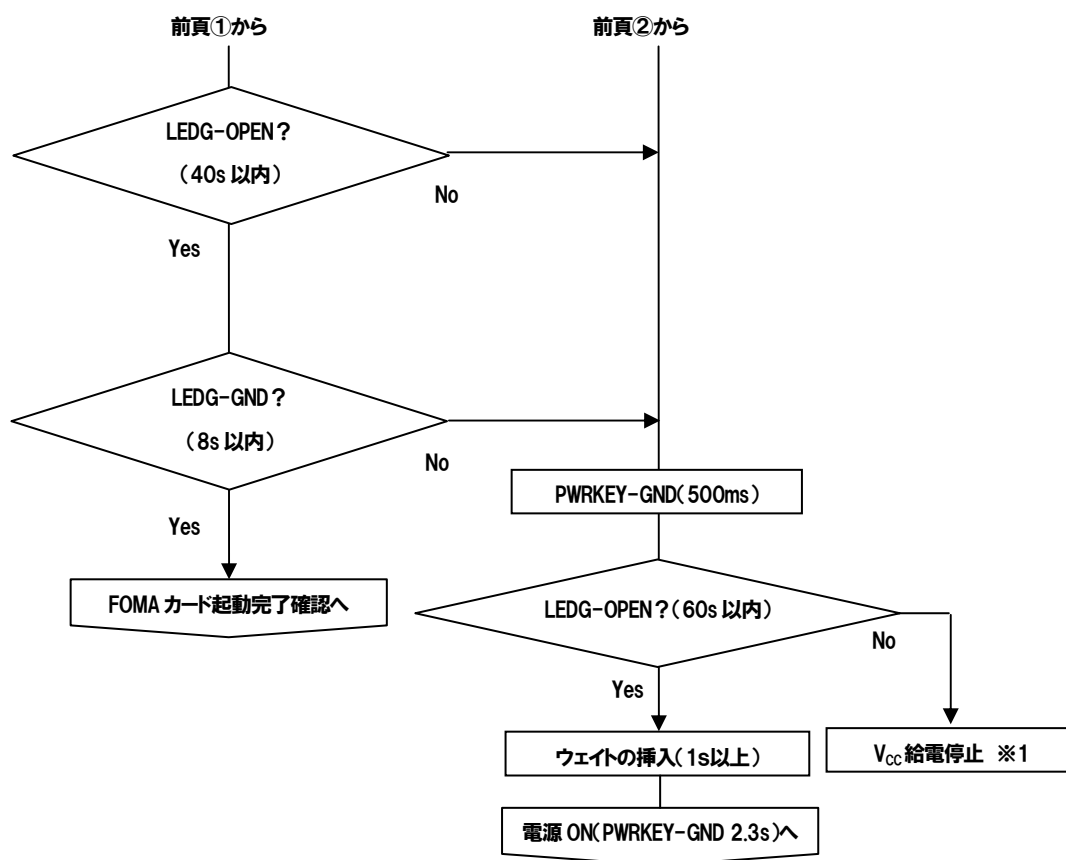 前頁①から
前頁②から
LEDG-OPEN？
（40s 以内）
No
Yes
LEDG-GND？
（8s 以内）
No
Yes
PWRKEY-GND（500ms）
FOMA カード起動完了確認へ
LEDG-OPEN？（60s 以内）
No
Yes
ウェイトの挿入（1s以上）
VCC 給電停止 ※1
電源 ON(PWRKEY-GND 2.3s)へ